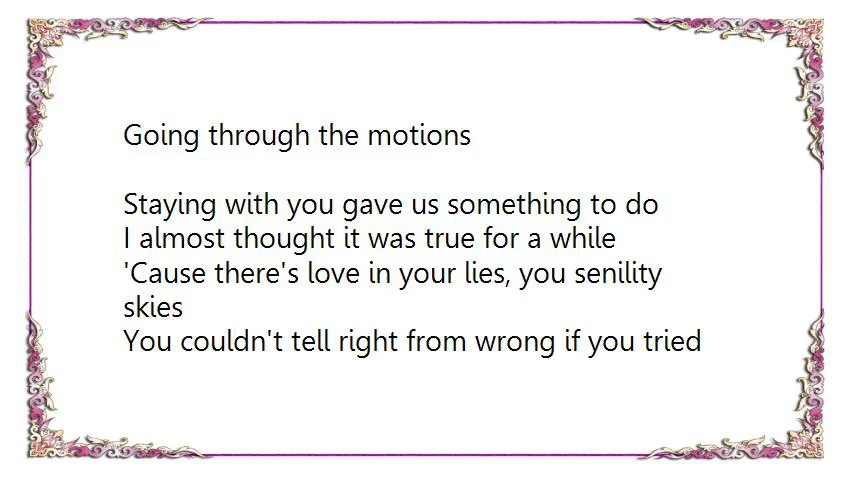 Going through the motions
Staying with you gave us something to do
I almost thought it was true for a while
'Cause there's love in your lies, you senility
skies
You couldn't tell right from wrong if you tried